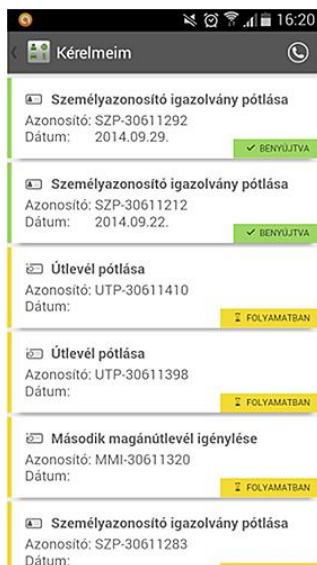 16:20
Kérelmeim
Személyazonosító igazolvány pótlása
Azonosító: SZP-30611292
Dátum: 2014.09.29.
BENYÚJTVA
Személyazonosító igazolvány pótlása
Azonosító: SZP-30611212
Dátum: 2014.09.22.
BENYÚJTVA
Útlevél pótlása
Azonosító: UTP-30611410
Dátum:
FOLYAMATBAN
Útlevél pótlása
Azonosító: UTP-30611398
Dátum:
FOLYAMATBAN
Második magánútlevél igénylése
Azonosító: MMI-30611320
Dátum:
FOLYAMATBAN
Személyazonosító igazolvány pótlása
Azonosító: SZP-30611283
Dátum: